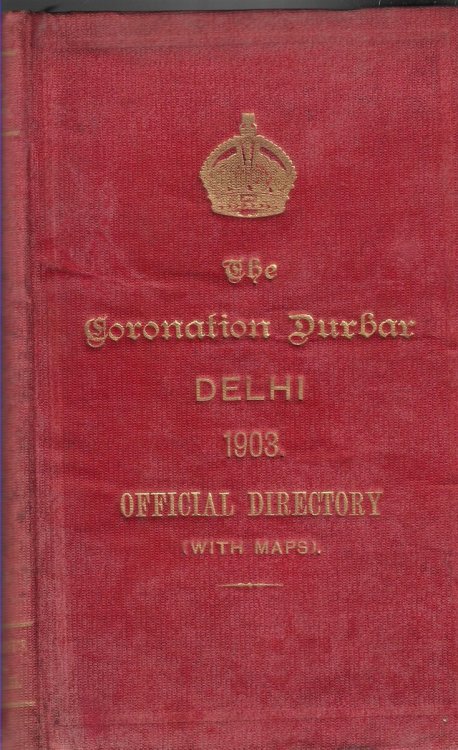 The
Coronation Durbar
DELHI
1903.
OFFICIAL DIRECTORY
(WITH MAPS).